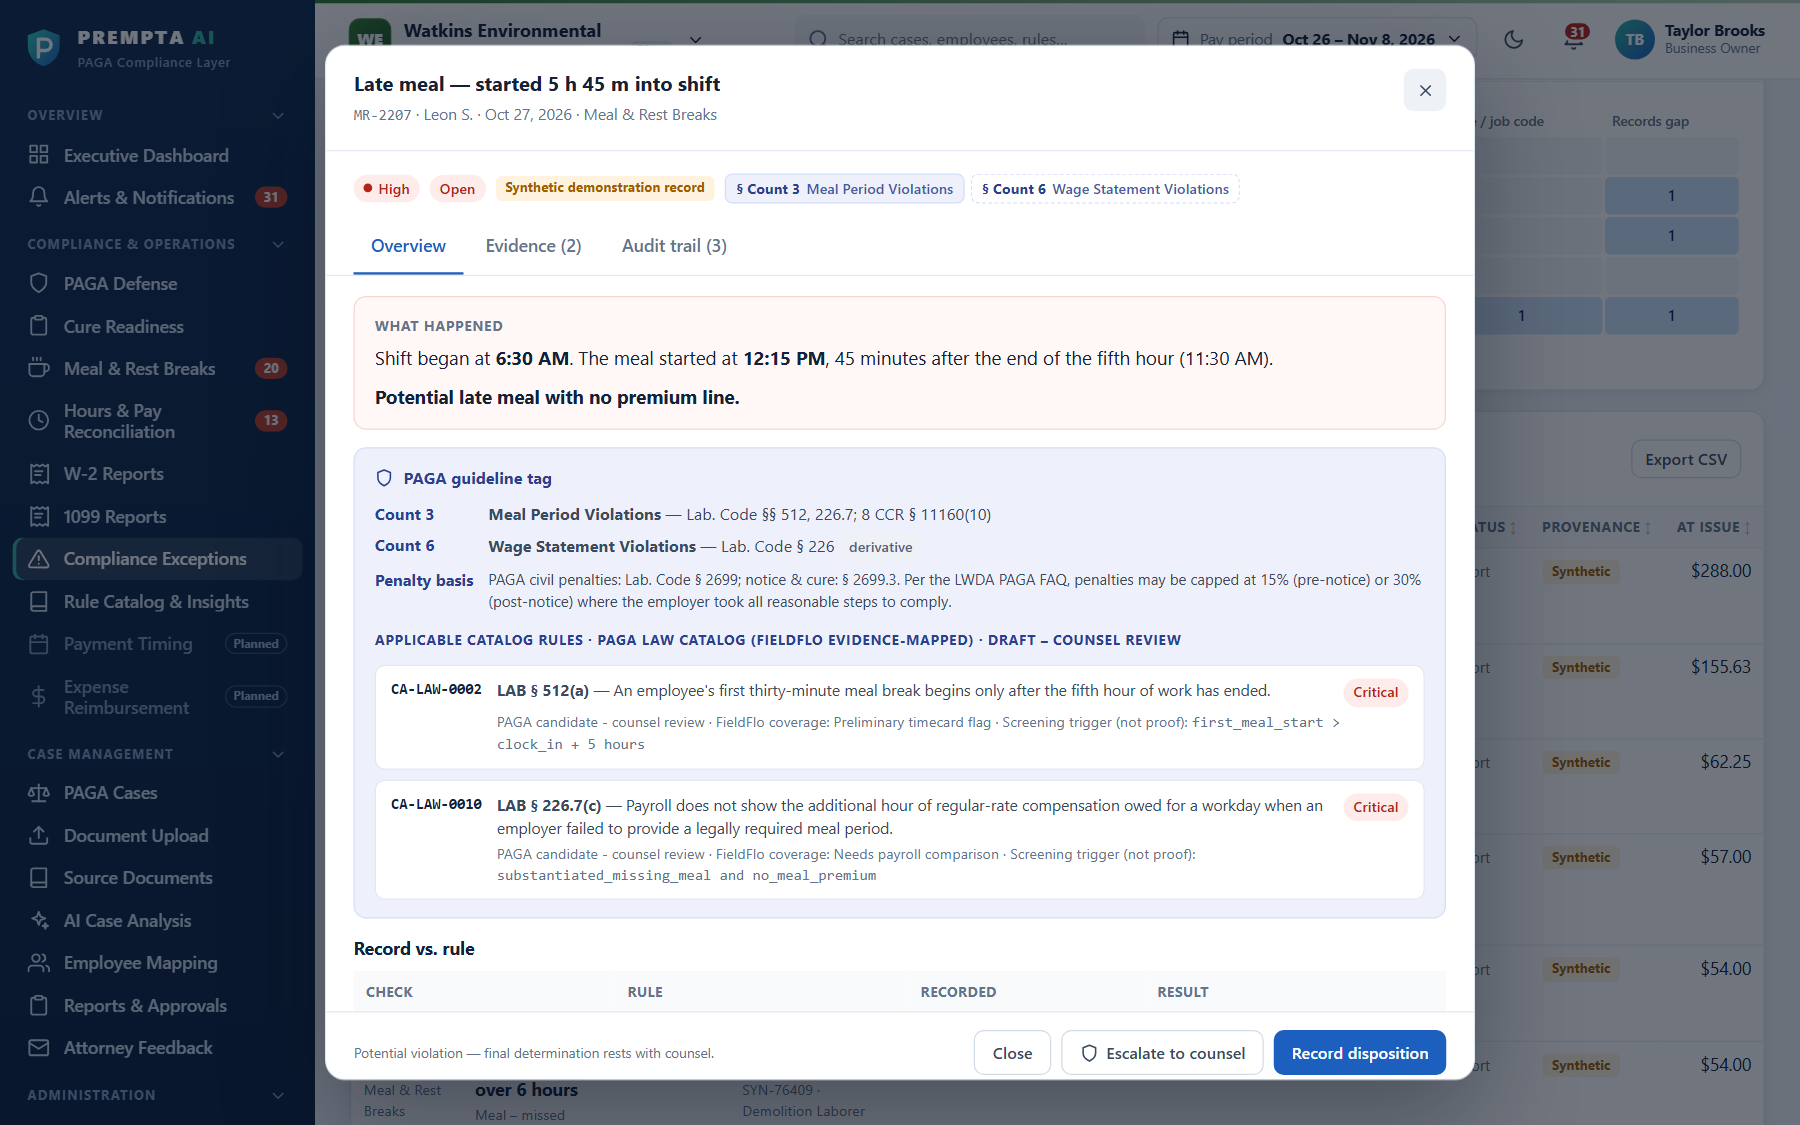 PREMPTA AI
PAGA Compliance Layer
OVERVIEW
Executive Dashboard
Alerts & Notifications
31
COMPLIANCE & OPERATIONS
PAGA Defense
Cure Readiness
Meal & Rest Breaks
20
Hours & Pay
Reconciliation
13
W-2 Reports
1099 Reports
Compliance Exceptions
Rule Catalog & Insights
Payment Timing
Planned
Expense
Reimbursement
Planned
CASE MANAGEMENT
PAGA Cases
Document Upload
Source Documents
AI Case Analysis
Employee Mapping
Reports & Approvals
Attorney Feedback
ADMINISTRATION
WE
Watkins Environmental
Search cases, employees, rules...
Pay period Oct 26 – Nov 8, 2026
31
TB
Taylor Brooks
Business Owner
Late meal — started 5 h 45 m into shift
MR-2207 · Leon S. · Oct 27, 2026 · Meal & Rest Breaks
High
Open
Synthetic demonstration record
§ Count 3 Meal Period Violations
§ Count 6 Wage Statement Violations
Overview
Evidence (2)
Audit trail (3)
WHAT HAPPENED
Shift began at 6:30 AM. The meal started at 12:15 PM, 45 minutes after the end of the fifth hour (11:30 AM).
Potential late meal with no premium line.
PAGA guideline tag
Count 3 Meal Period Violations — Lab. Code §§ 512, 226.7; 8 CCR § 11160(10)
Count 6 Wage Statement Violations — Lab. Code § 226 derivative
Penalty basis PAGA civil penalties: Lab. Code § 2699; notice & cure: § 2699.3. Per the LWDA PAGA FAQ, penalties may be capped at 15% (pre-notice) or 30%
(post-notice) where the employer took all reasonable steps to comply.
APPLICABLE CATALOG RULES · PAGA LAW CATALOG (FIELDFLO EVIDENCE-MAPPED) · DRAFT – COUNSEL REVIEW
CA-LAW-0002 LAB § 512(a) — An employee's first thirty-minute meal break begins only after the fifth hour of work has ended.
Critical
PAGA candidate - counsel review · FieldFlo coverage: Preliminary timecard flag · Screening trigger (not proof): first_meal_start >
clock_in + 5 hours
CA-LAW-0010 LAB § 226.7(c) — Payroll does not show the additional hour of regular-rate compensation owed for a workday when an
employer failed to provide a legally required meal period.
Critical
PAGA candidate - counsel review · FieldFlo coverage: Needs payroll comparison · Screening trigger (not proof):
substantiated_missing_meal and no_meal_premium
Record vs. rule
CHECK
RULE
RECORDED
RESULT
Potential violation — final determination rests with counsel.
Close
Escalate to counsel
Record disposition
/ job code
Records gap
1
1
1
1
Export CSV
PROVENANCE
AT ISSUE
Synthetic
$288.00
Synthetic
$155.63
Synthetic
$62.25
Synthetic
$57.00
Synthetic
$54.00
Synthetic
$54.00
Meal & Rest
Breaks
over 6 hours
Meal – missed
SYN-76409 ·
Demolition Laborer